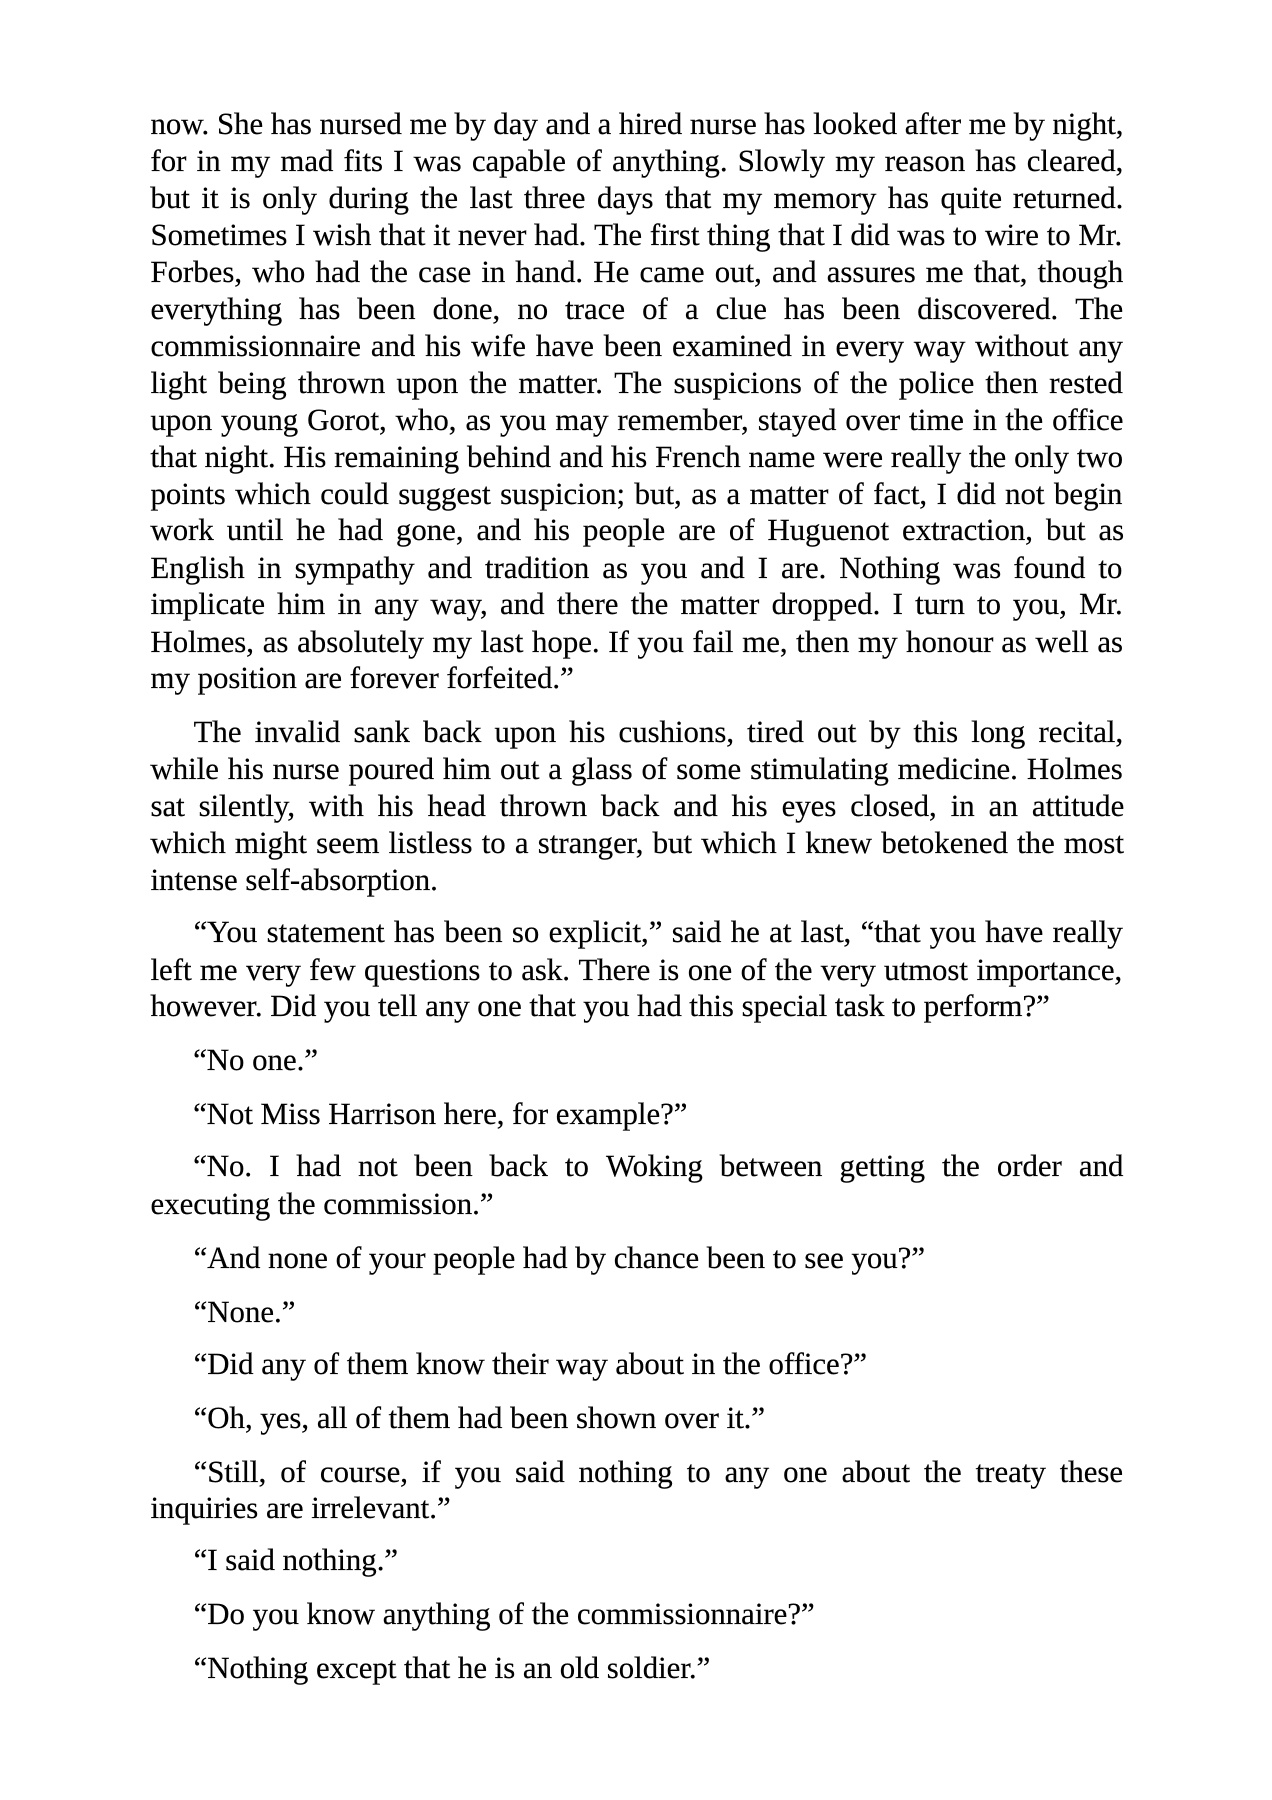 now. She has nursed me by day and a hired nurse has looked after me by night,
for in my mad fits I was capable of anything. Slowly my reason has cleared,
but it is only during the last three days that my memory has quite returned.
Sometimes I wish that it never had. The first thing that I did was to wire to Mr.
Forbes, who had the case in hand. He came out, and assures me that, though
everything has been done, no trace of a clue has been discovered. The
commissionnaire and his wife have been examined in every way without any
light being thrown upon the matter. The suspicions of the police then rested
upon young Gorot, who, as you may remember, stayed over time in the office
that night. His remaining behind and his French name were really the only two
points which could suggest suspicion; but, as a matter of fact, I did not begin
work until he had gone, and his people are of Huguenot extraction, but as
English in sympathy and tradition as you and I are. Nothing was found to
implicate him in any way, and there the matter dropped. I turn to you, Mr.
Holmes, as absolutely my last hope. If you fail me, then my honour as well as
my position are forever forfeited.”
The invalid sank back upon his cushions, tired out by this long recital,
while his nurse poured him out a glass of some stimulating medicine. Holmes
sat silently, with his head thrown back and his eyes closed, in an attitude
which might seem listless to a stranger, but which I knew betokened the most
intense self-absorption.
“You statement has been so explicit,” said he at last, “that you have really
left me very few questions to ask. There is one of the very utmost importance,
however. Did you tell any one that you had this special task to perform?”
“No one.”
“Not Miss Harrison here, for example?”
“No. I had not been back to Woking between getting the order and
executing the commission.”
“And none of your people had by chance been to see you?”
“None.”
“Did any of them know their way about in the office?”
“Oh, yes, all of them had been shown over it.”
“Still, of course, if you said nothing to any one about the treaty these
inquiries are irrelevant.”
“I said nothing.”
“Do you know anything of the commissionnaire?”
“Nothing except that he is an old soldier.”